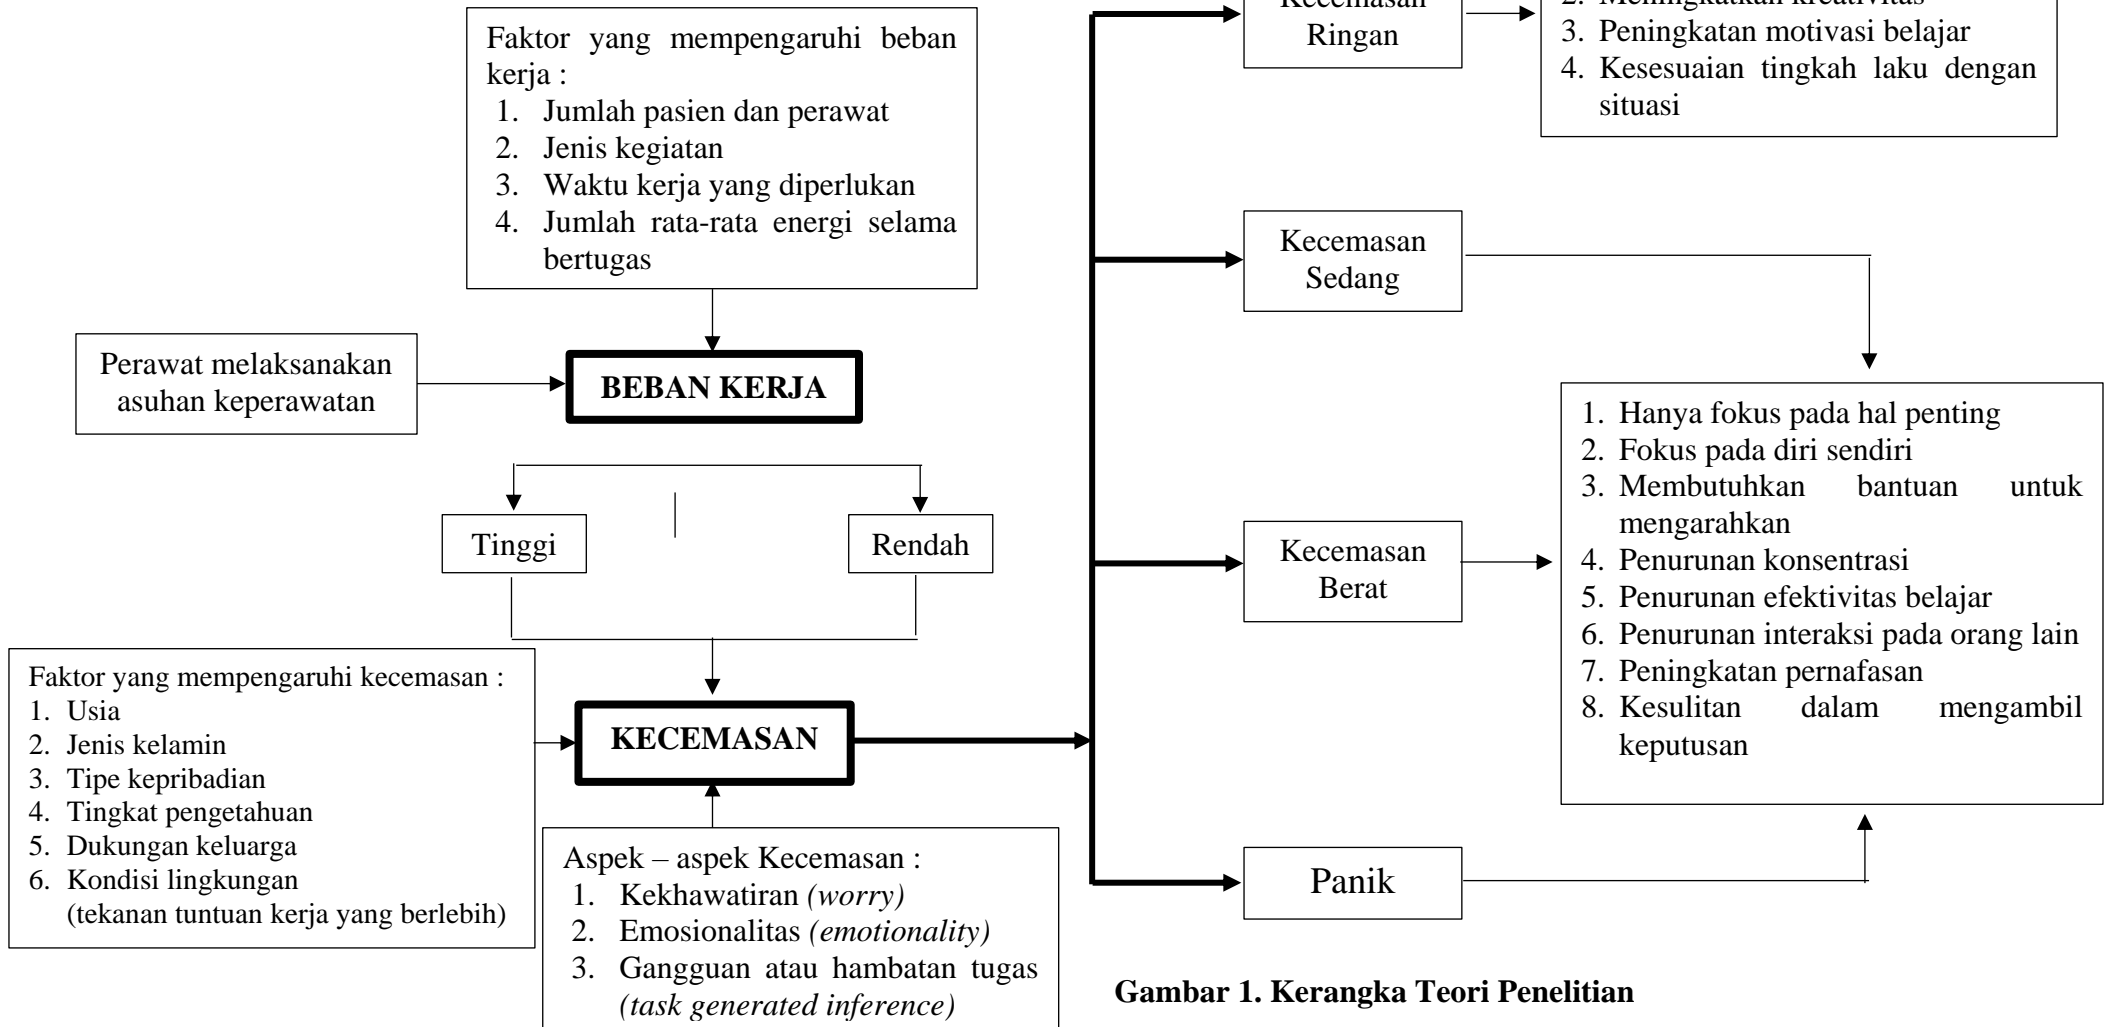 Faktor yang mempengaruhi beban
kerja :
1. Jumlah pasien dan perawat
2. Jenis kegiatan
3. Waktu kerja yang diperlukan
4. Jumlah rata-rata energi selama
bertugas
Perawat melaksanakan
asuhan keperawatan
BEBAN KERJA
Tinggi
Rendah
Faktor yang mempengaruhi kecemasan :
1. Usia
2. Jenis kelamin
3. Tipe kepribadian
4. Tingkat pengetahuan
5. Dukungan keluarga
6. Kondisi lingkungan
(tekanan tuntuan kerja yang berlebih)
KECEMASAN
Aspek – aspek Kecemasan :
1. Kekhawatiran (worry)
2. Emosionalitas (emotionality)
3. Gangguan atau hambatan tugas
(task generated inference)
Kecemasan
Ringan
2. Meningkatkan kreativitas
3. Peningkatan motivasi belajar
4. Kesesuaian tingkah laku dengan
situasi
Kecemasan
Sedang
Kecemasan
Berat
1. Hanya fokus pada hal penting
2. Fokus pada diri sendiri
3. Membutuhkan bantuan untuk
mengarahkan
4. Penurunan konsentrasi
5. Penurunan efektivitas belajar
6. Penurunan interaksi pada orang lain
7. Peningkatan pernafasan
8. Kesulitan dalam mengambil
keputusan
Panik
Gambar 1. Kerangka Teori Penelitian